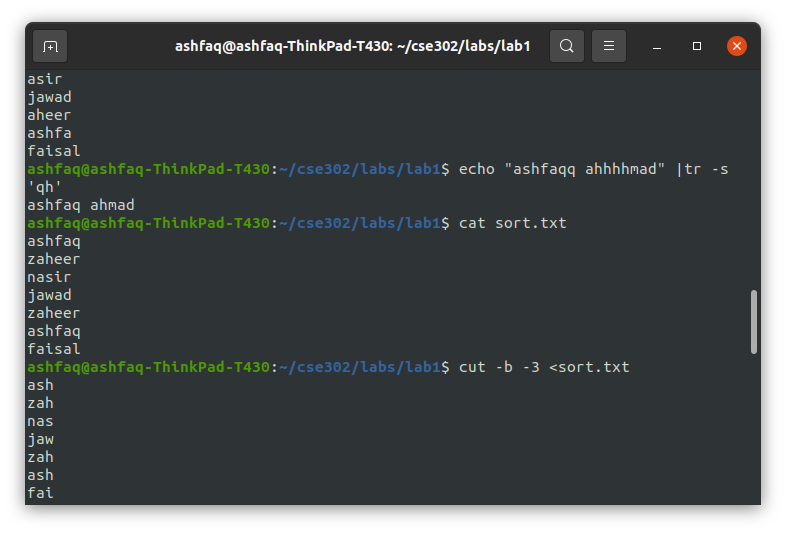 ashfaq@ashfaq-ThinkPad-T430: ~/cse302/labs/lab1
asir
jawad
aheer
ashfa
faisal
ashfaq@ashfaq-ThinkPad-T430:~/cse302/labs/lab1$ echo "ashfaqq ahhhhmad" |tr -s
'qh'
ashfaq ahmad
ashfaq@ashfaq-ThinkPad-T430:~/cse302/labs/lab1$ cat sort.txt
ashfaq
zaheer
nasir
jawad
zaheer
ashfaq
faisal
ashfaq@ashfaq-ThinkPad-T430:~/cse302/labs/lab1$ cut -b -3 <sort.txt
ash
zah
nas
jaw
zah
ash
fai